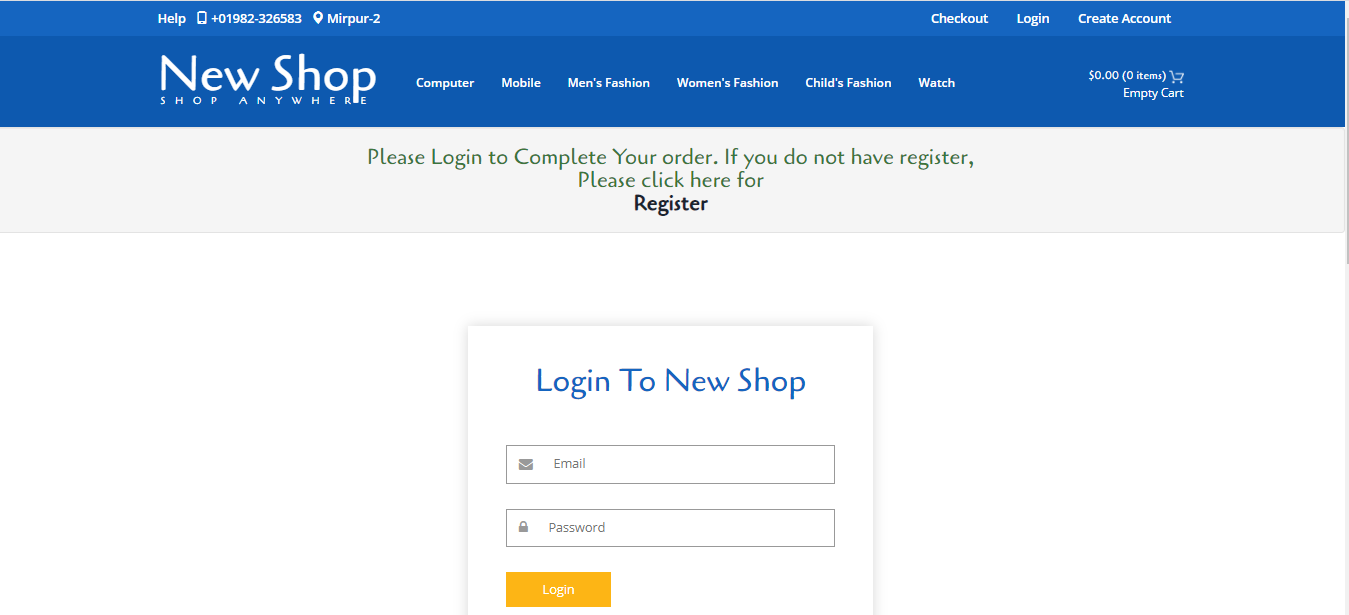 Help +01982-326583 Mirpur-2
Checkout Login Create Account
New Shop
SHOP ANYWHERE
Computer Mobile Men's Fashion Women's Fashion Child's Fashion Watch
$0.00 (0 items)
Empty Cart
Please Login to Complete Your order. If you do not have register,
Please click here for
Register
Login To New Shop
Email
Password
Login